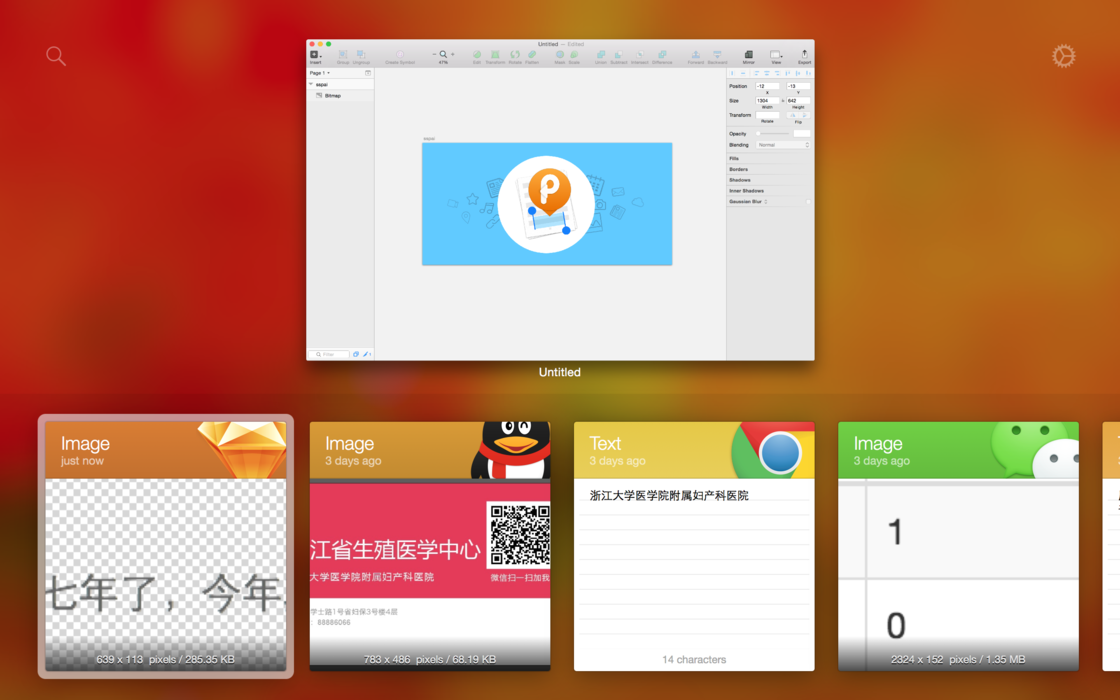 Untitled — Edited
Insert
Group
Ungroup
Create Symbol
47%
Edit
Transform
Rotate
Flatten
Mask
Scale
Union
Subtract
Intersect
Difference
Forward
Backward
Mirror
View
Export
Page 1
Bitmap
Position
-13
-13
X
Y
Size
1304
642
Width
Height
Transform
Rotate
Flip
Opacity
Blending
Normal
Fills
Borders
Shadows
Inner Shadows
Gaussian Blur
Filter
Untitled
Image
just now
七年了，今年
639 x 113 pixels / 285.35 KB
Image
3 days ago
江省生殖医学中心
大学医学院附属妇产科医院
微信扫一扫加我
学士路1号省妇保3号楼4层
: 88886066
783 x 486 pixels / 68.19 KB
Text
3 days ago
浙江大学医学院附属妇产科医院
14 characters
Image
3 days ago
1
0
2324 x 152 pixels / 1.35 MB